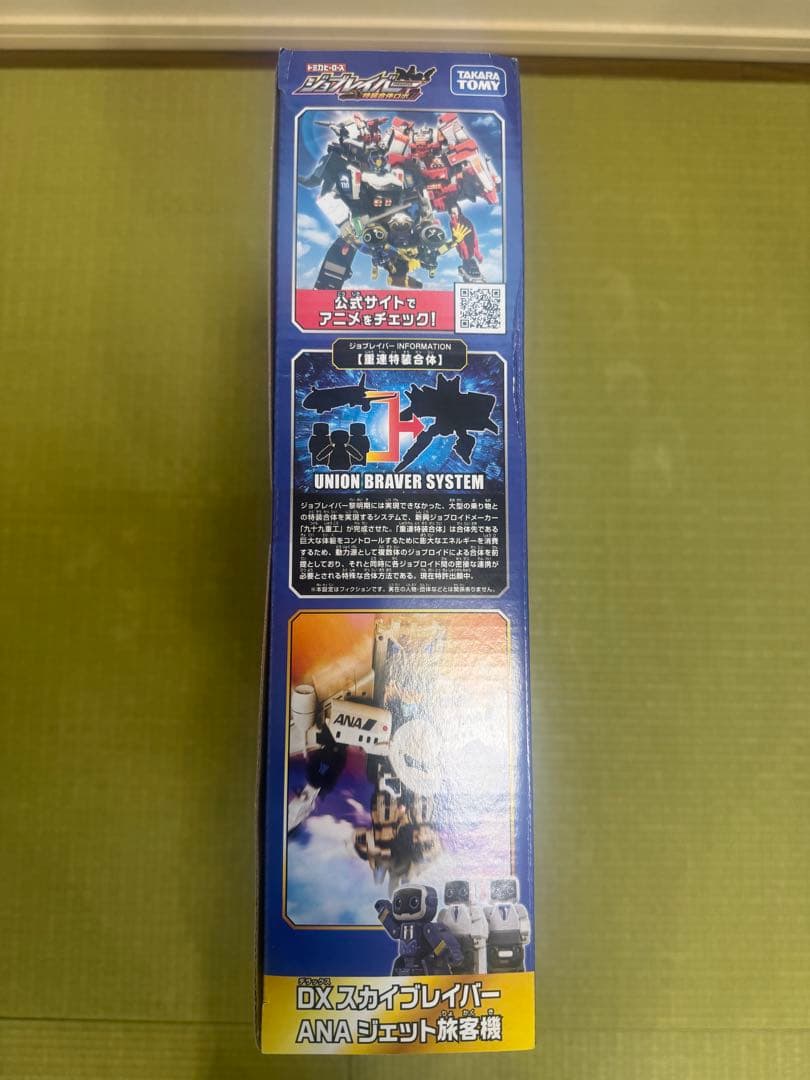 トミカヒーロース
ジョブレイバー
特装合体ロボ
TAKARA
TOMY
公式サイトで
アニメをチェック!
ジョブレイバー INFORMATION
【重連特装合体】
UNION BRAVER SYSTEM
ジョブレイバー黎明期には実現できなかった、大型の乗り物と
の特装合体を実現するシステムで、新興ジョブロイドメーカー
「九十九重工」が完成させた。「重連特装合体」は合体先である
巨大な体躯をコントロールするために膨大なエネルギーを消費
するため、動力源として複数体のジョブロイドによる合体を前
提としており、それと同時に各ジョブロイド間の密接な連携が
必要とされる特殊な合体方法である。現在特許出願中。
※本設定はフィクションです。実在の人物・団体などとは関係ありません。
ANA
デラックス
DX スカイブレイバー
ANA ジェット旅客機